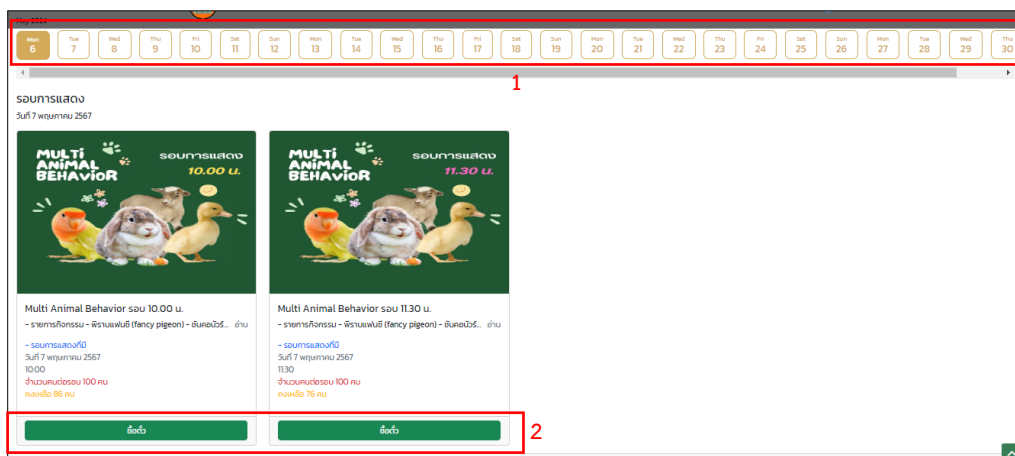 May 2024
Mon Tue Wed Thu Fri Sat Sun Mon Tue Wed Thu Fri Sat Sun Mon Tue Wed Thu Fri Sat Sun Mon Tue Wed Thu
6 7 8 9 10 11 12 13 14 15 16 17 18 19 20 21 22 23 24 25 26 27 28 29 30
1
รอบการแสดง
วันที่ 7 พฤษภาคม 2567
MULTi
ANiMAL
BEHAViOR
รอบการแสดง
10.00 น.
MULTi
ANiMAL
BEHAViOR
รอบการแสดง
11.30 น.
Multi Animal Behavior รอบ 10.00 น.
- รายการกิจกรรม - พิราบแฟนซี (fancy pigeon) - ซันคอนัวร์... อ่าน
- รอบการแสดงที่มี
วันที่ 7 พฤษภาคม 2567
10:00
จำนวนคนต่อรอบ 100 คน
คงเหลือ 86 คน
ซื้อตั๋ว
Multi Animal Behavior รอบ 11.30 น.
- รายการกิจกรรม - พิราบแฟนซี (fancy pigeon) - ซันคอนัวร์... อ่าน
- รอบการแสดงที่มี
วันที่ 7 พฤษภาคม 2567
11:30
จำนวนคนต่อรอบ 100 คน
คงเหลือ 76 คน
ซื้อตั๋ว
2